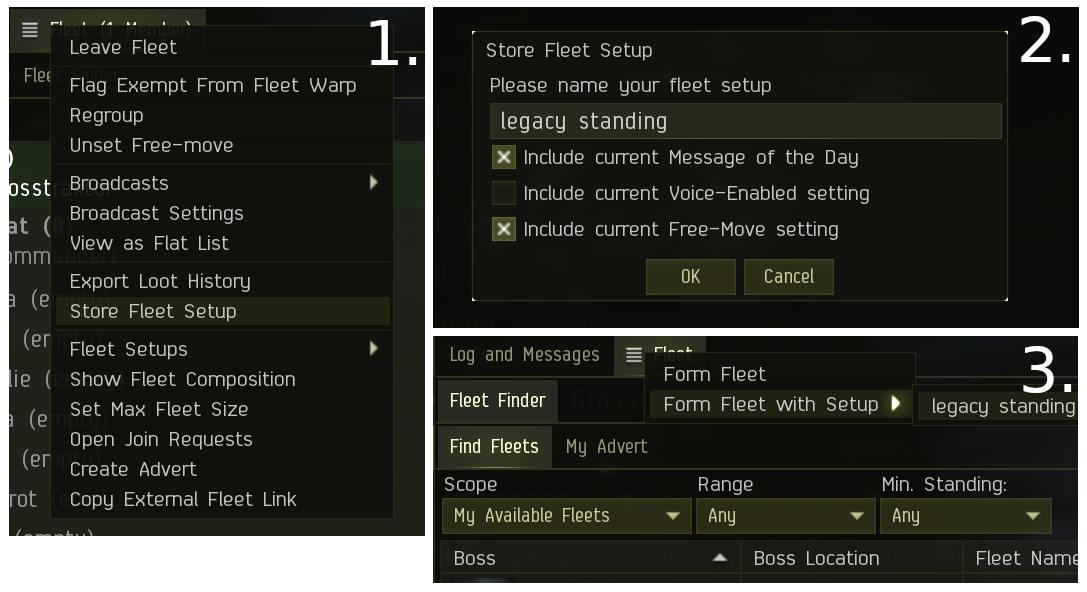 Fleet (1 Member)
1.
Leave Fleet
Flag Exempt From Fleet Warp
Regroup
Unset Free-move
Broadcasts
Broadcast Settings
View as Flat List
Export Loot History
Store Fleet Setup
Fleet Setups
Show Fleet Composition
Set Max Fleet Size
Open Join Requests
Create Advert
Copy External Fleet Link
2.
Store Fleet Setup
Please name your fleet setup
legacy standing
Include current Message of the Day
Include current Voice-Enabled setting
Include current Free-Move setting
OK Cancel
3.
Log and Messages Fleet
Form Fleet
Fleet Finder Form Fleet with Setup legacy standing
Find Fleets My Advert
Character
Scope Range Min. Standing:
My Available Fleets Any Any
Boss Boss Location Fleet Name